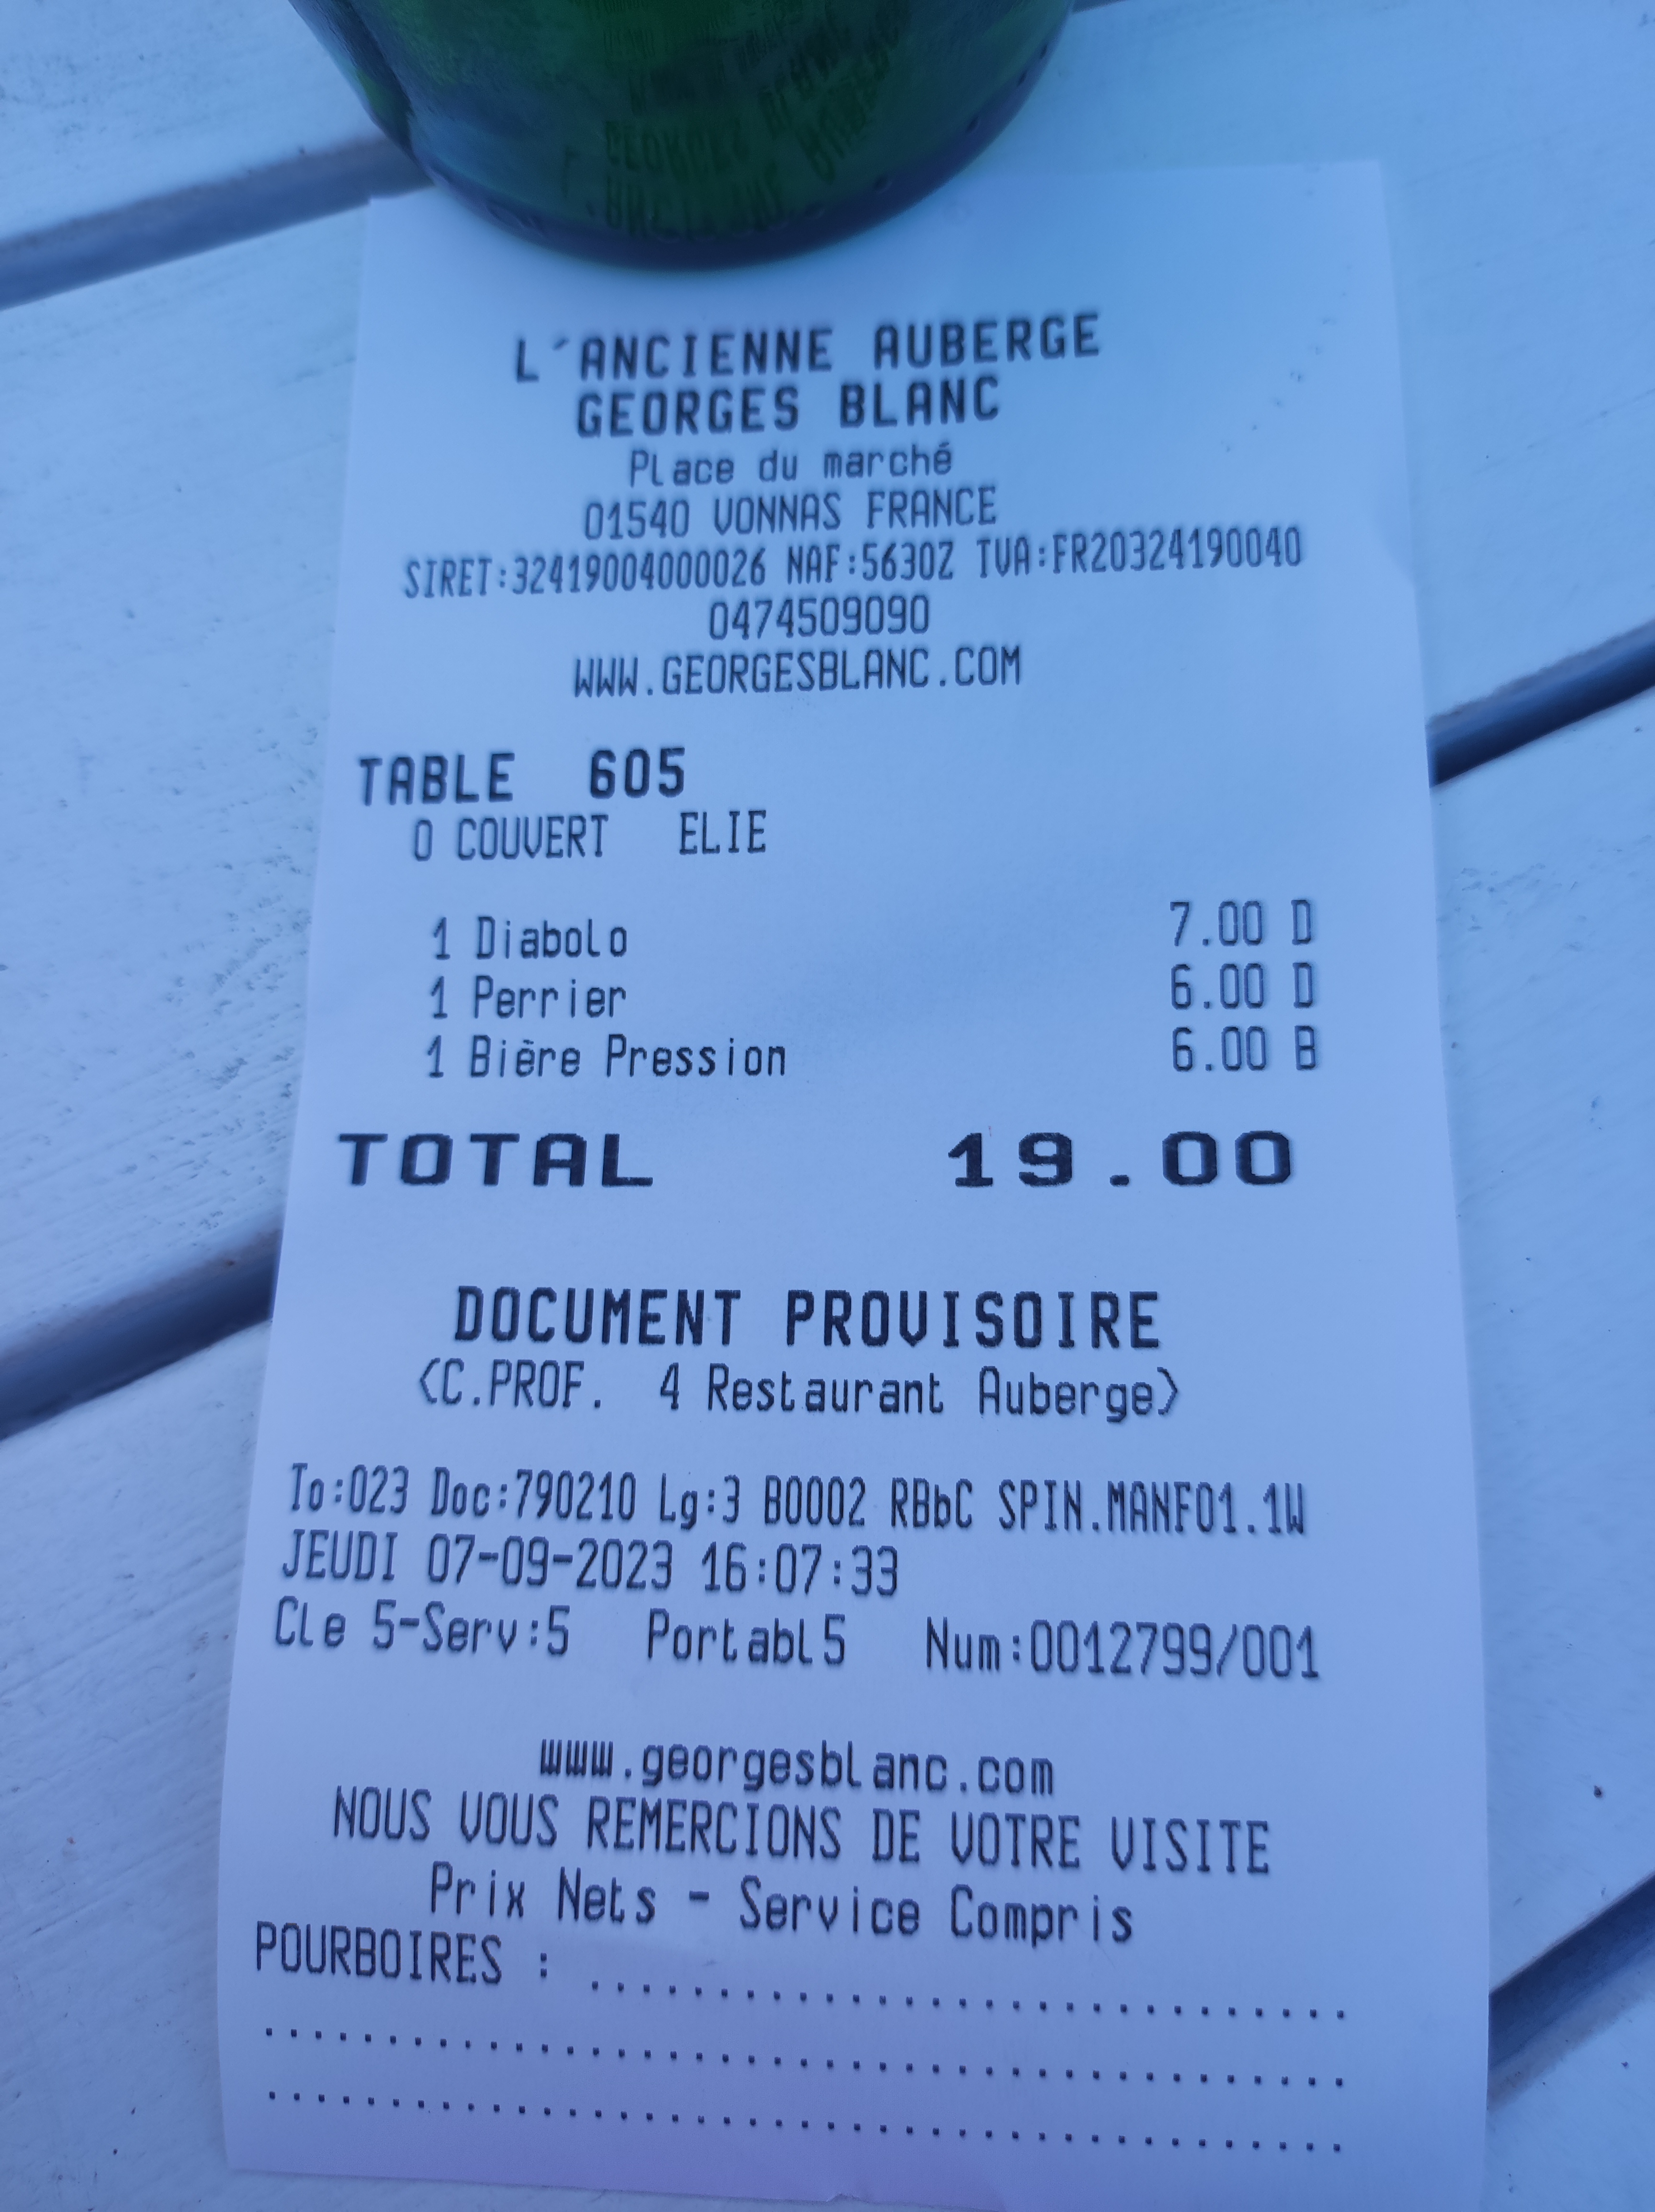 L'ANCIENNE AUBERGE
GEORGES BLANC
Place du marché
01540 VONNAS FRANCE
SIRET:32419004000026 NAF:5630Z TVA:FR20324190040
0474509090
WWW.GEORGESBLANC.COM
TABLE 605
0 COUVERT ELIE
1 Diabolo 7.00 D
1 Perrier 6.00 D
1 Bière Pression 6.00 B
TOTAL 19.00
DOCUMENT PROVISOIRE
<C.PROF. 4 Restaurant Auberge>
To:023 Doc:790210 Lg:3 B0002 RBbC SPIN.MANF01.1W
JEUDI 07-09-2023 16:07:33
Cle 5-Serv:5 Portabl5 Num:0012799/001
www.georgesblanc.com
NOUS VOUS REMERCIONS DE VOTRE VISITE
Prix Nets - Service Compris
POURBOIRES : ...............................
............................................
............................................